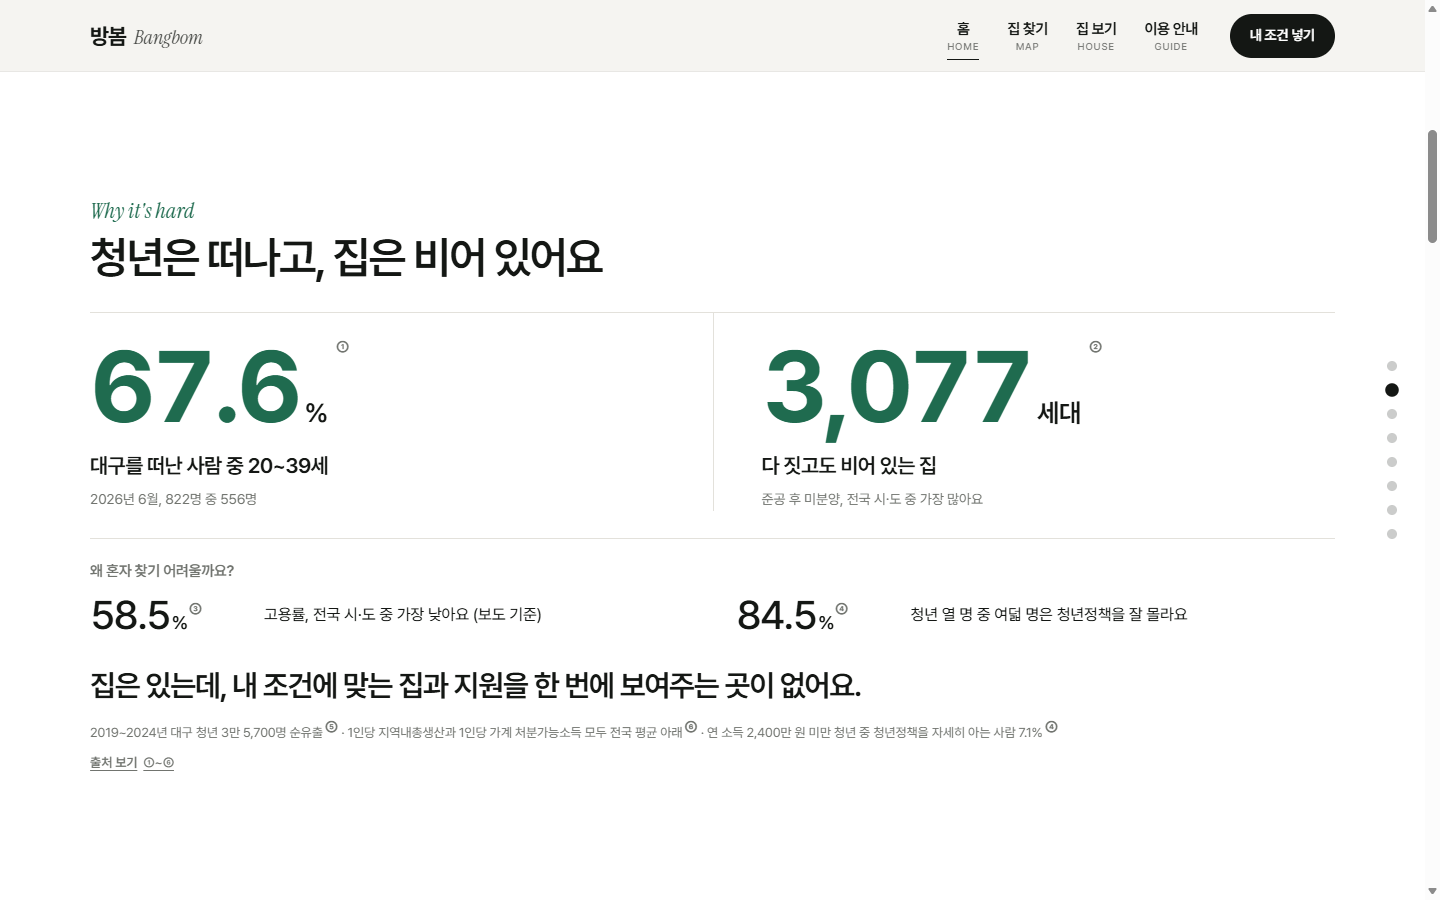 방봄 Bangbom
홈 집 찾기 집 보기 이용 안내 내 조건 넣기
HOME MAP HOUSE GUIDE
Why it's hard
청년은 떠나고, 집은 비어 있어요
67.6 % ①
대구를 떠난 사람 중 20~39세
2026년 6월, 822명 중 556명
3,077 세대 ②
다 짓고도 비어 있는 집
준공 후 미분양, 전국 시·도 중 가장 많아요
왜 혼자 찾기 어려울까요?
58.5% ③ 고용률, 전국 시·도 중 가장 낮아요 (보도 기준)
84.5% ④ 청년 열 명 중 여덟 명은 청년정책을 잘 몰라요
집은 있는데, 내 조건에 맞는 집과 지원을 한 번에 보여주는 곳이 없어요.
2019~2024년 대구 청년 3만 5,700명 순유출 ⑤ · 1인당 지역내총생산과 1인당 가계 처분가능소득 모두 전국 평균 아래 ⑥ · 연 소득 2,400만 원 미만 청년 중 청년정책을 자세히 아는 사람 7.1% ④
출처 보기 ①~⑥